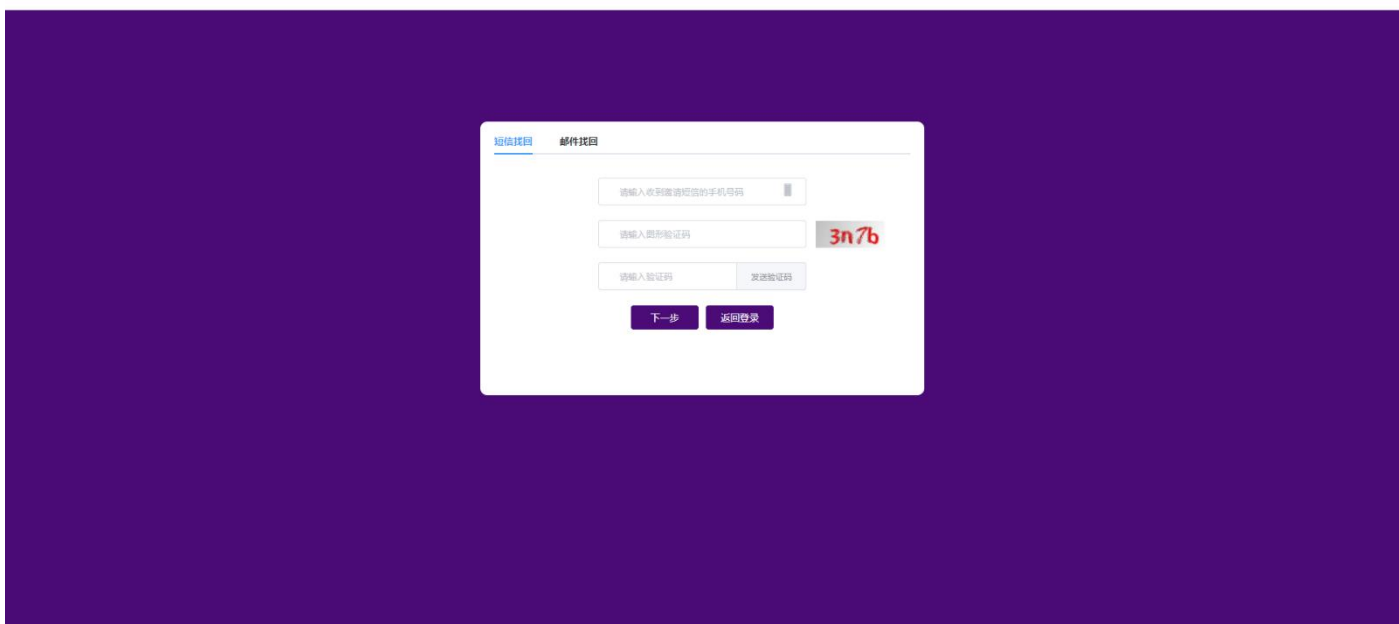 短信找回 邮件找回
请输入收到邀请短信的手机号码
请输入图形验证码 3n7b
请输入验证码 发送验证码
下一步 返回登录